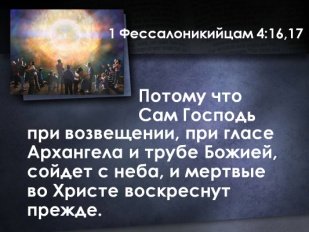 1 Фессалоникийцам 4:16,17
Потому что
Сам Господь
при возвещении, при гласе
Архангела и трубе Божией,
сойдет с неба, и мертвые
во Христе воскреснут
прежде.